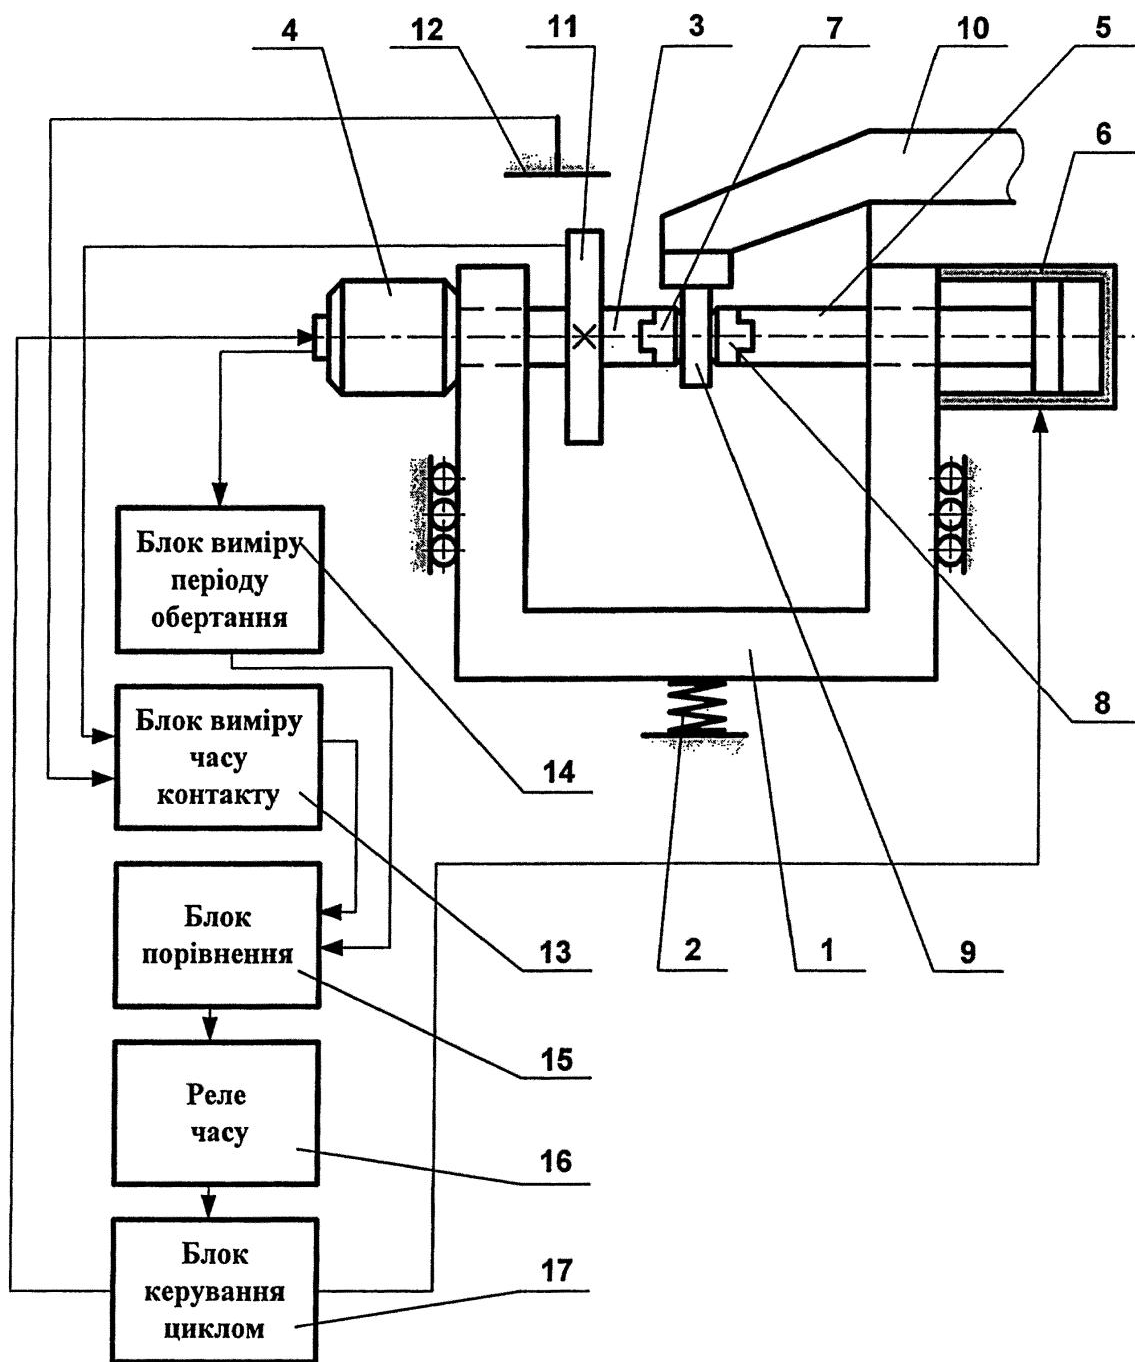 4
12
11
3
7
10
5
6
Блок виміру
періоду
обертання
Блок виміру
часу
контакту
14
8
13
2
1
9
Блок
порівнення
15
Реле
часу
16
Блок
керування
циклом
17